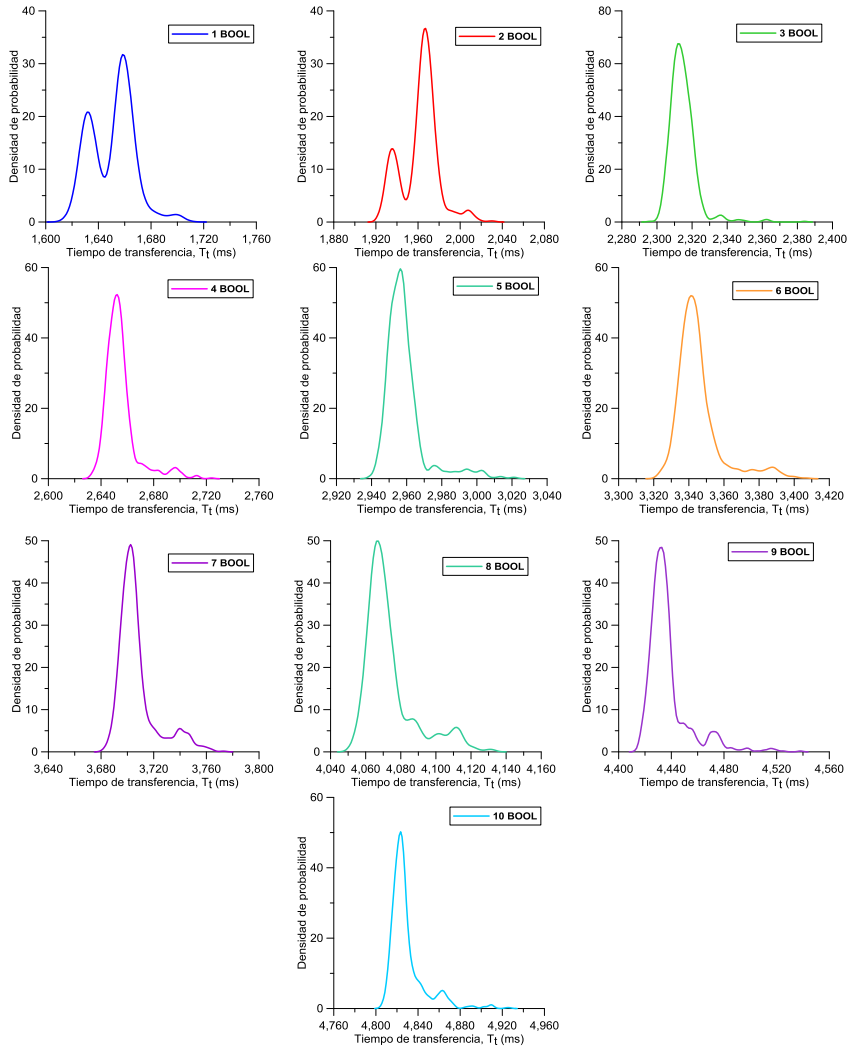 1 BOOL
Densidad de probabilidad
40
30
20
10
0
1,600 1,640 1,680 1,720 1,760
Tiempo de transferencia, Tt (ms)
2 BOOL
Densidad de probabilidad
40
30
20
10
0
1,880 1,920 1,960 2,000 2,040 2,080
Tiempo de transferencia, Tt (ms)
3 BOOL
Densidad de probabilidad
80
60
40
20
0
2,280 2,300 2,320 2,340 2,360 2,380 2,400
Tiempo de transferencia, Tt (ms)
4 BOOL
Densidad de probabilidad
60
40
20
0
2,600 2,640 2,680 2,720 2,760
Tiempo de transferencia, Tt (ms)
5 BOOL
Densidad de probabilidad
60
40
20
0
2,920 2,940 2,960 2,980 3,000 3,020 3,040
Tiempo de transferencia, Tt (ms)
6 BOOL
Densidad de probabilidad
60
40
20
0
3,300 3,320 3,340 3,360 3,380 3,400 3,420
Tiempo de transferencia, Tt (ms)
7 BOOL
Densidad de probabilidad
50
40
30
20
10
0
3,640 3,680 3,720 3,760 3,800
Tiempo de transferencia, Tt (ms)
8 BOOL
Densidad de probabilidad
50
40
30
20
10
0
4,040 4,060 4,080 4,100 4,120 4,140 4,160
Tiempo de transferencia, Tt (ms)
9 BOOL
Densidad de probabilidad
50
40
30
20
10
0
4,400 4,440 4,480 4,520 4,560
Tiempo de transferencia, Tt (ms)
10 BOOL
Densidad de probabilidad
60
40
20
0
4,760 4,800 4,840 4,880 4,920 4,960
Tiempo de transferencia, Tt (ms)